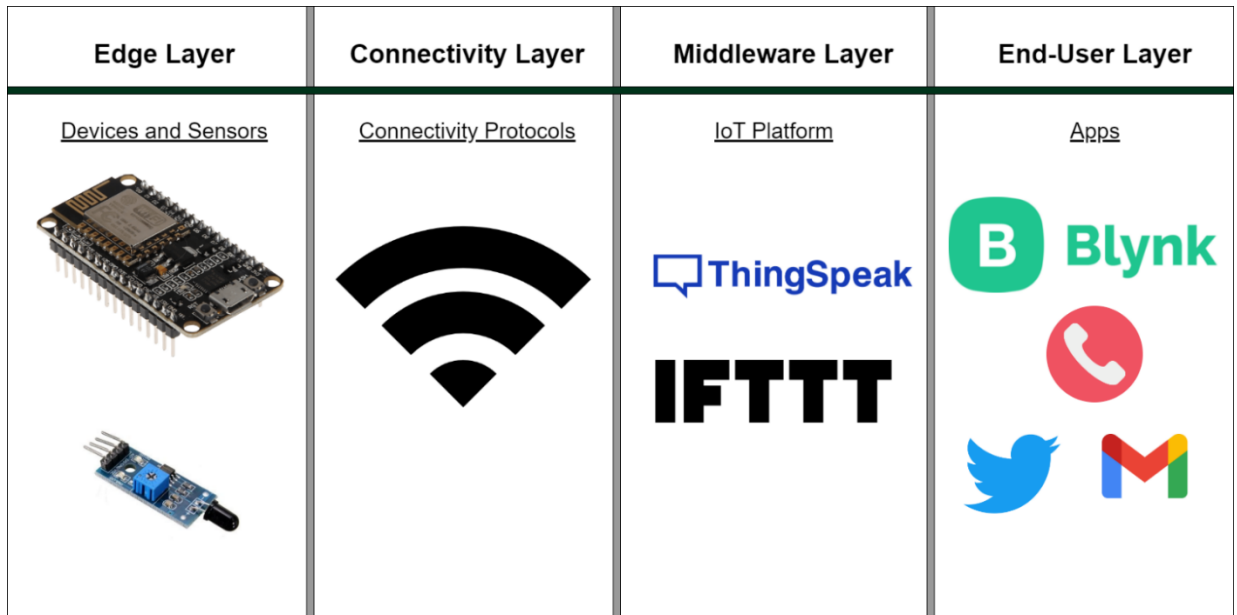 Edge Layer
Connectivity Layer
Middleware Layer
End-User Layer
Devices and Sensors
Connectivity Protocols
IoT Platform
Apps
ThingSpeak
IFTTT
B Blynk